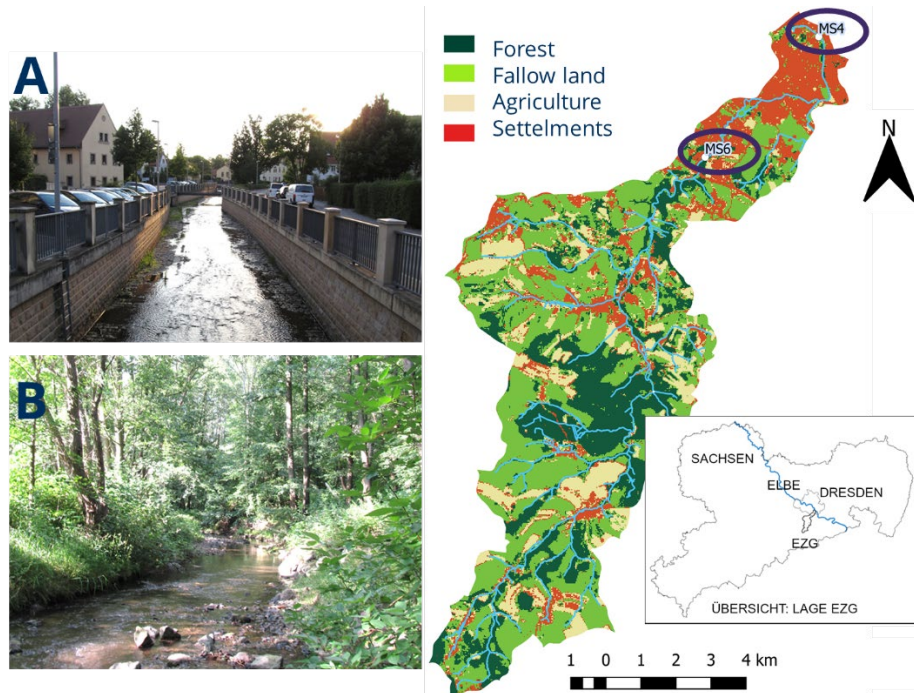 A
B
Forest
Fallow land
Agriculture
Settelments
MS4
MS6
N
SACHSEN
ELBE
DRESDEN
EZG
ÜBERSICHT: LAGE EZG
1 0 1 2 3 4 km